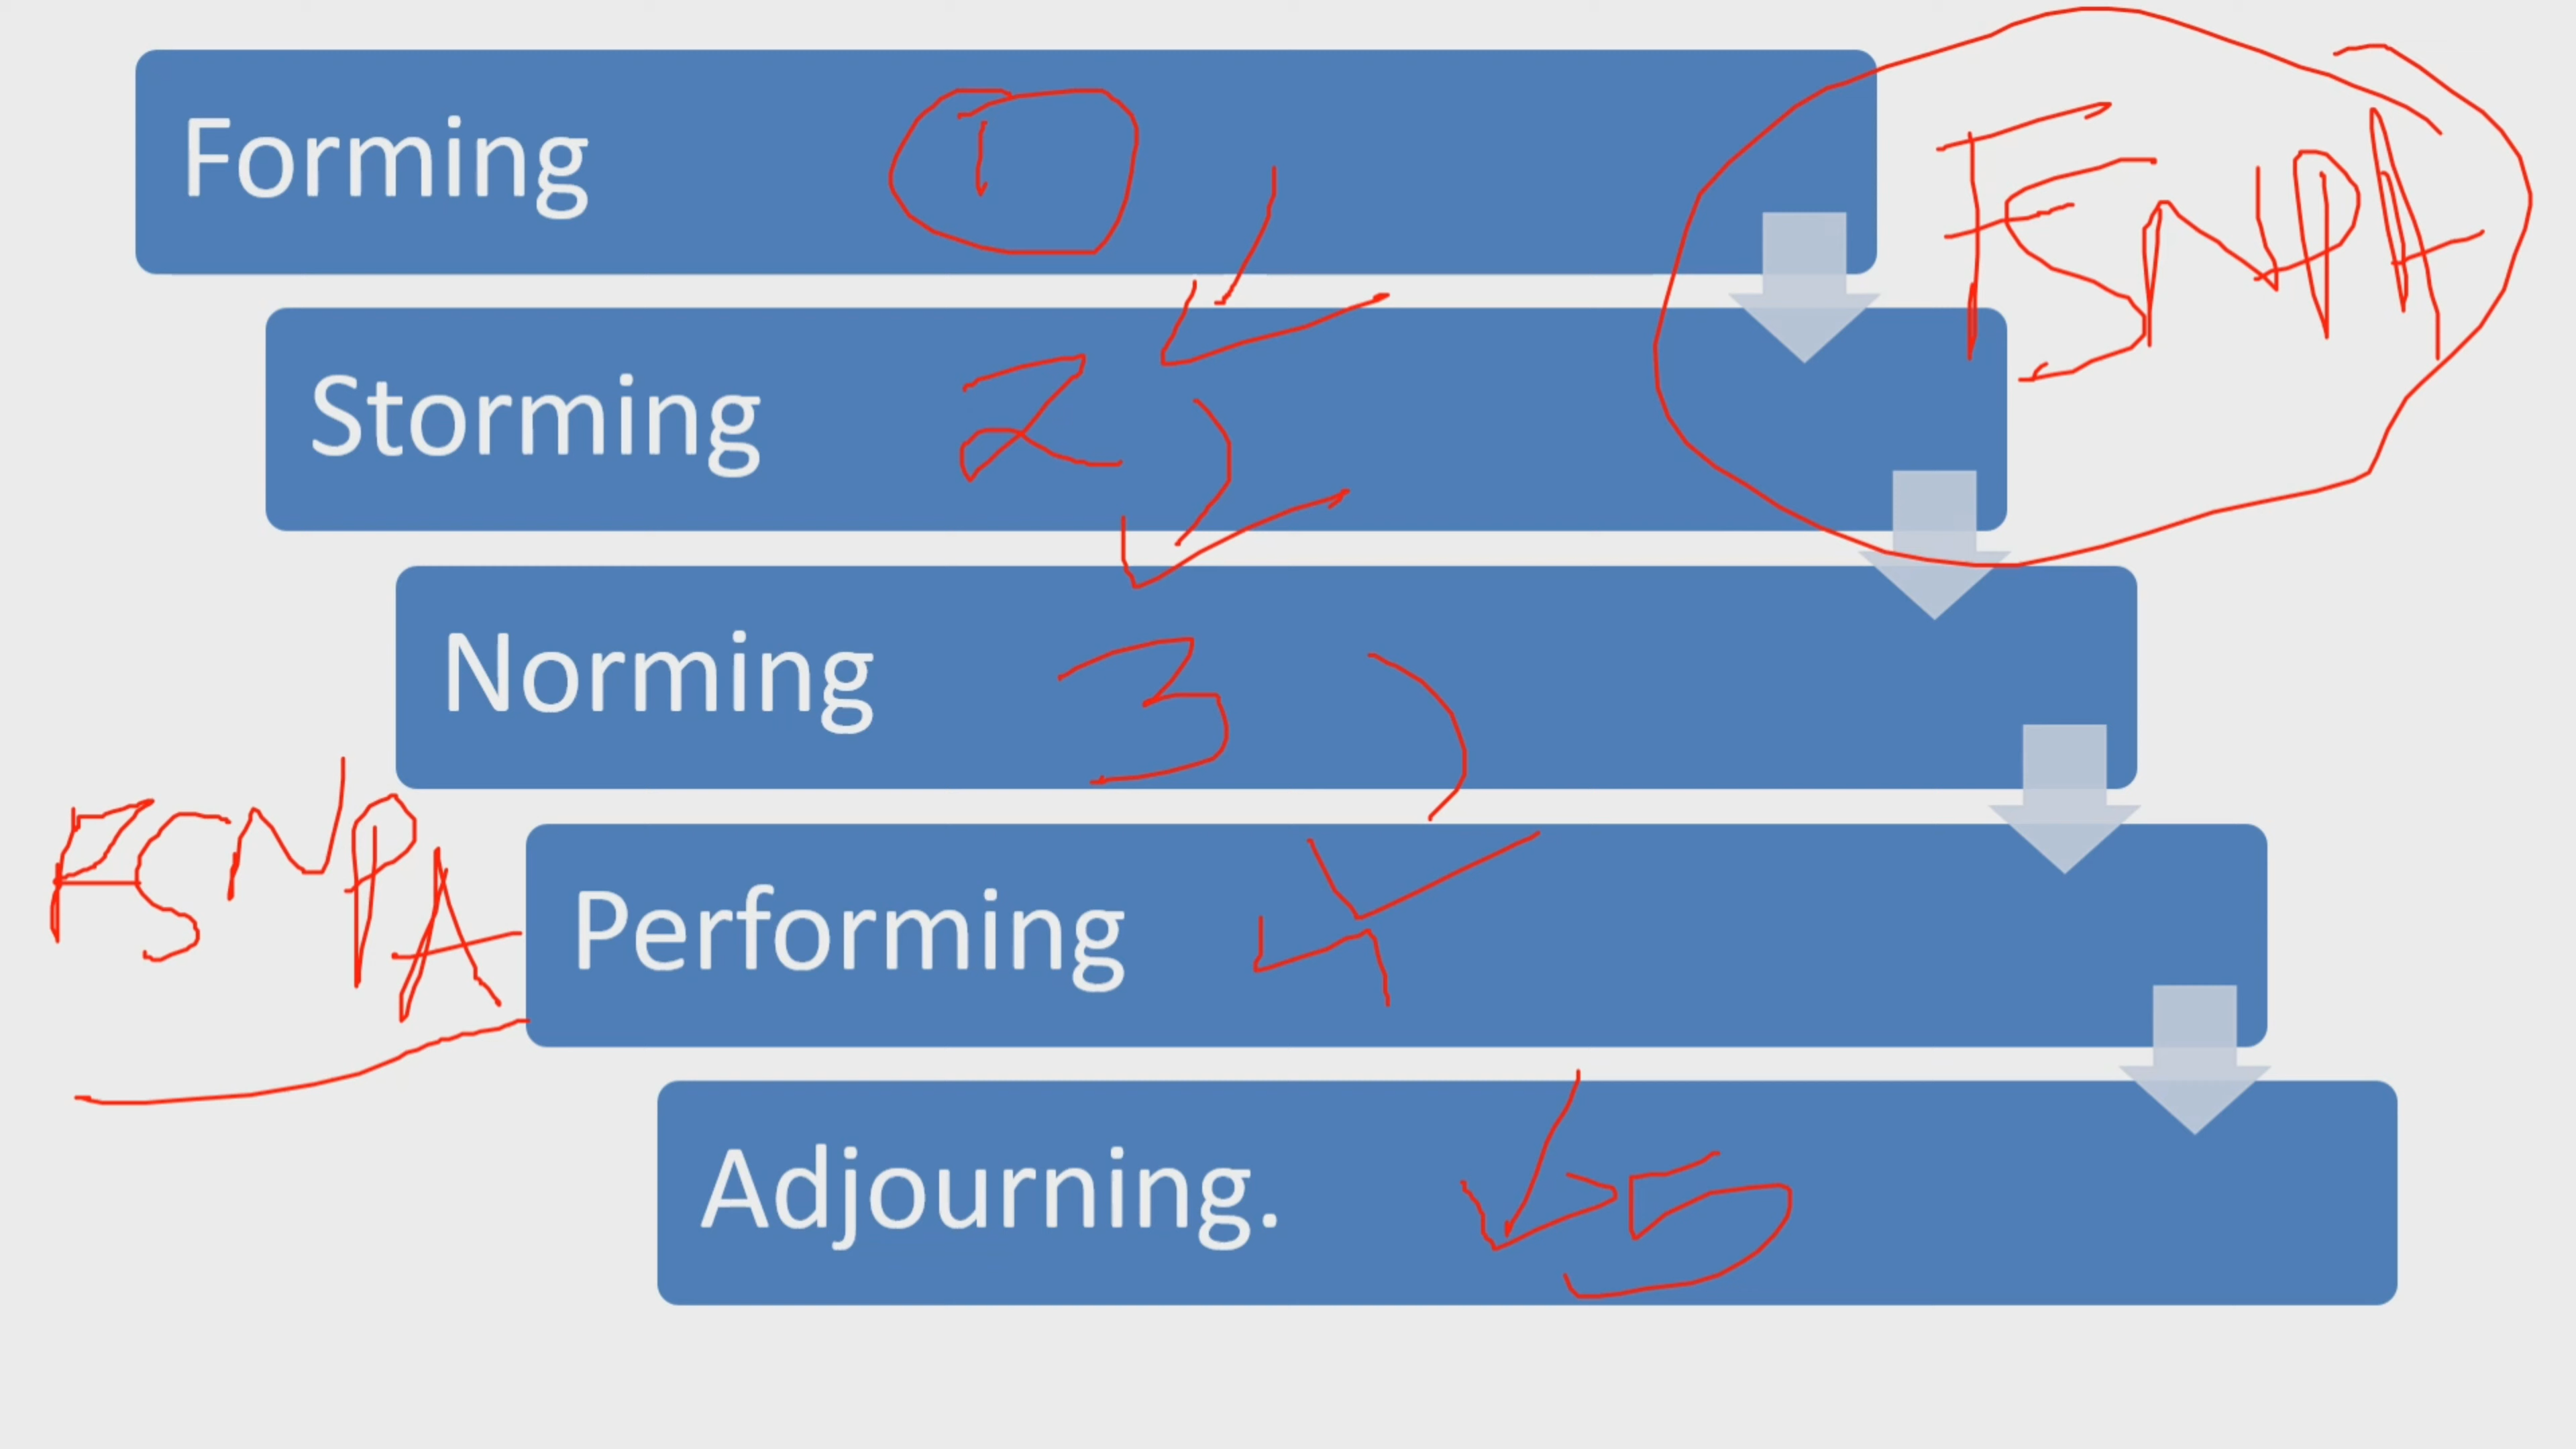 Forming 1 FSNPA
Storming 2
Norming 3
FSNPA
Performing 4
Adjourning. 5